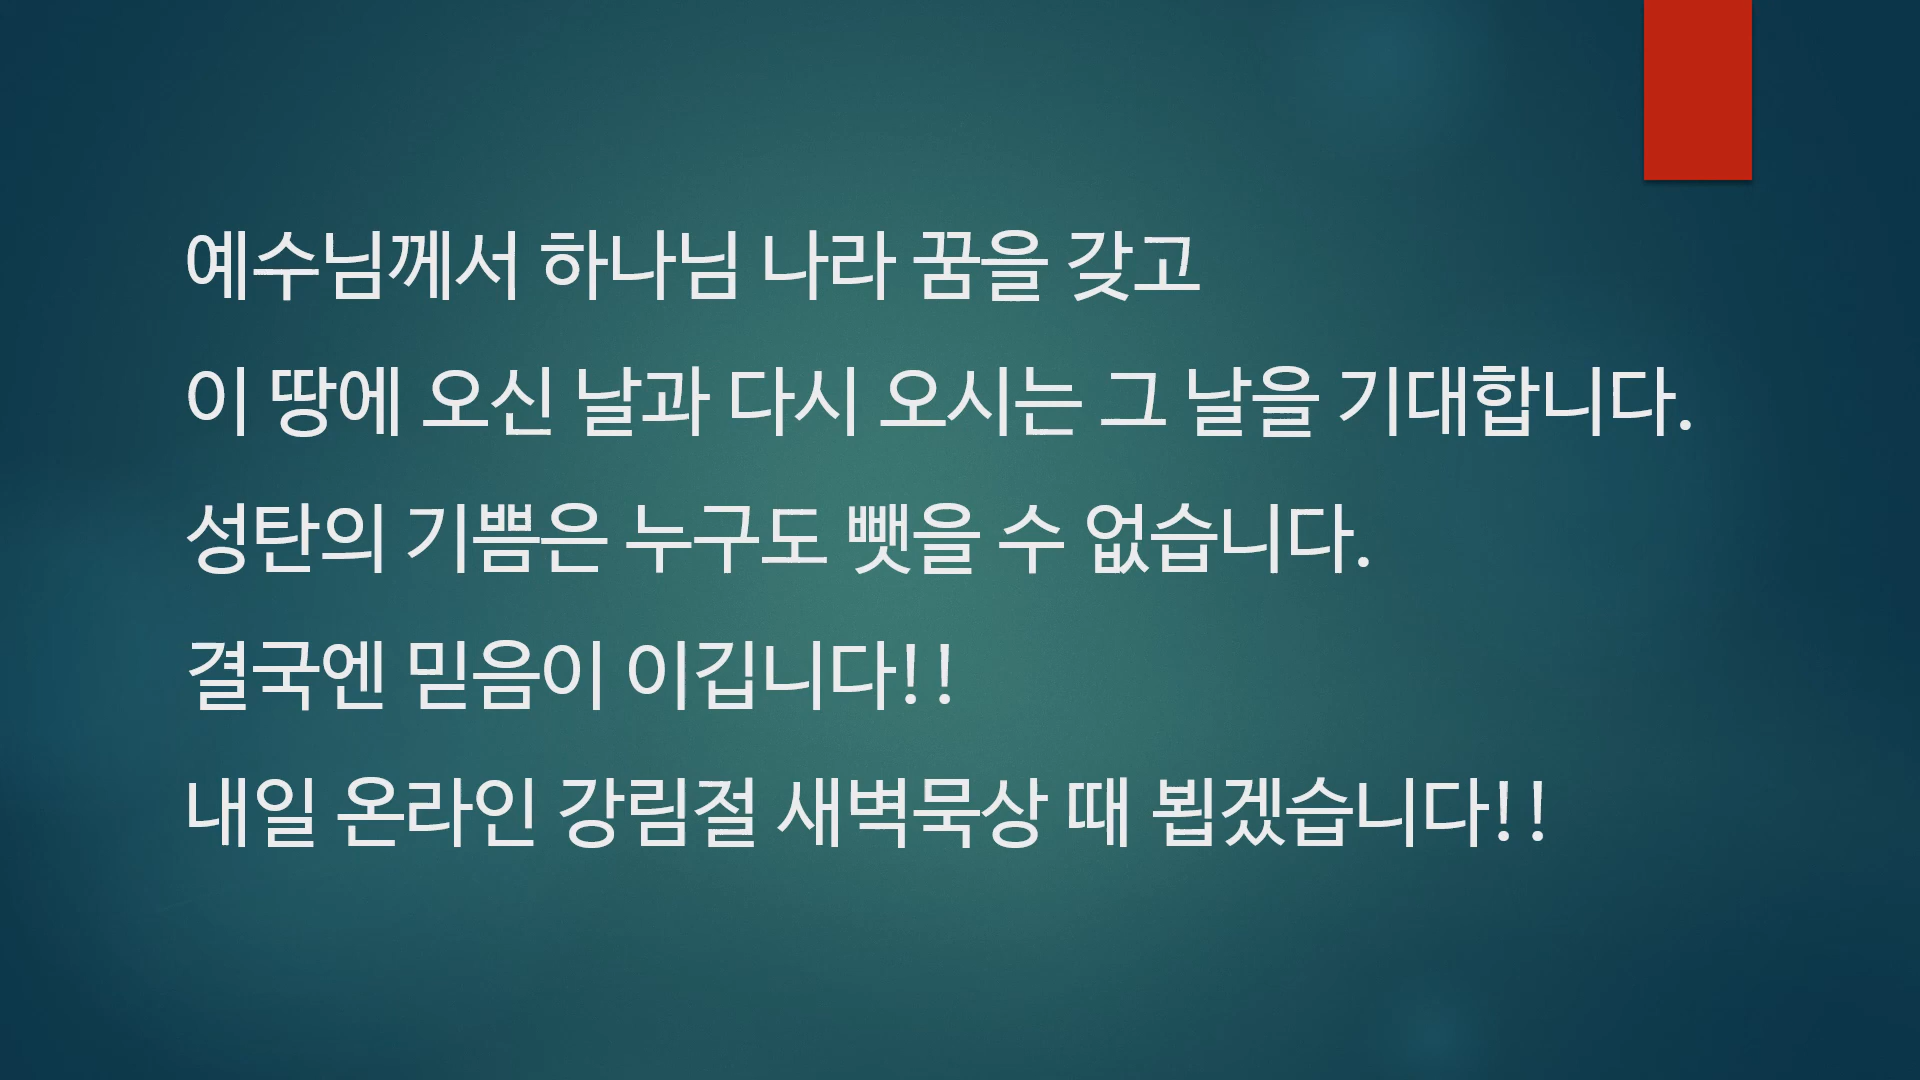 예수님께서 하나님 나라 꿈을 갖고
이 땅에 오신 날과 다시 오시는 그 날을 기대합니다.
성탄의 기쁨은 누구도 뺏을 수 없습니다.
결국엔 믿음이 이깁니다!!
내일 온라인 강림절 새벽묵상 때 뵙겠습니다!!